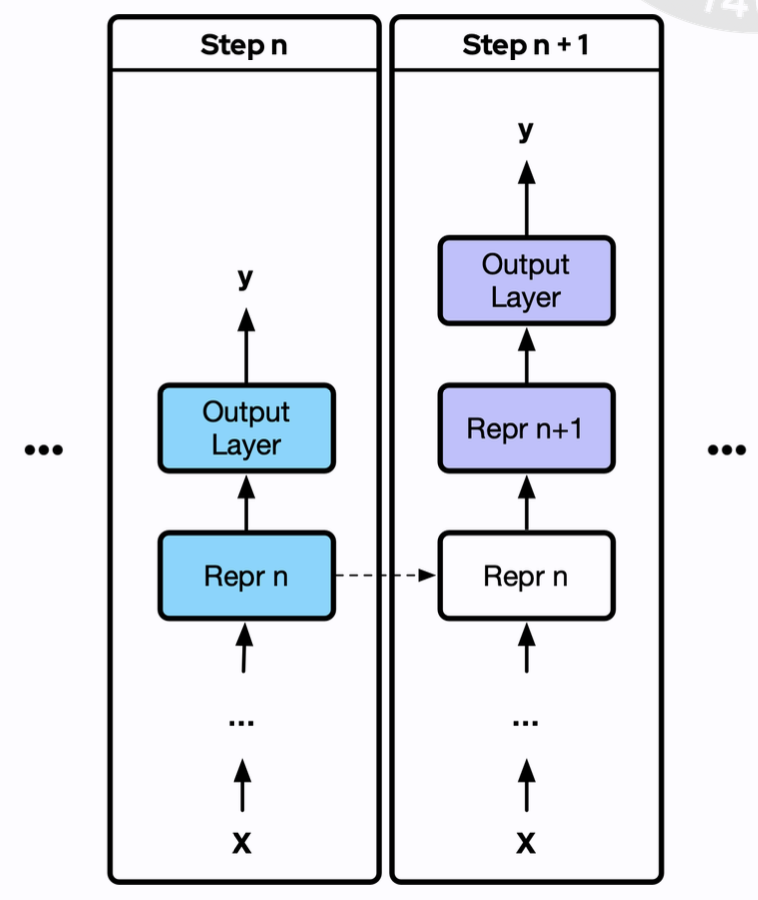 Step n
y
Output
Layer
Repr n
...
X
Step n + 1
y
Output
Layer
Repr n+1
Repr n
...
X
...
...